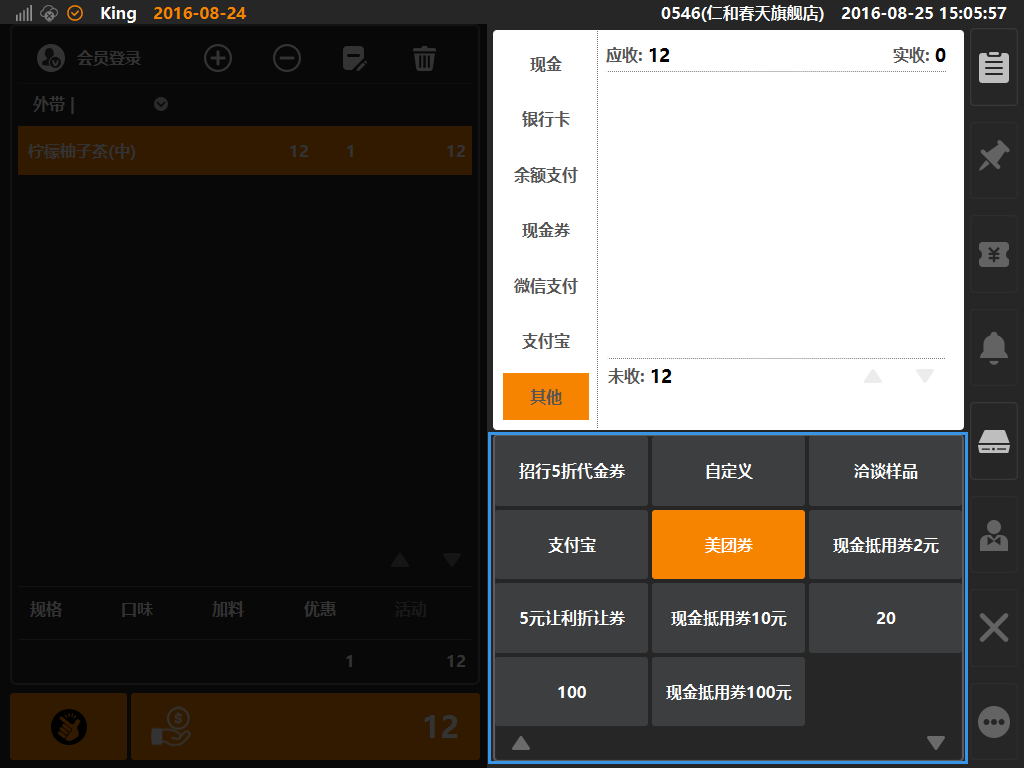 King 2016-08-24 0546(仁和春天旗舰店) 2016-08-25 15:05:57
会员登录
外带 |
柠檬柚子茶(中) 12 1 12
规格 口味 加料 优惠 活动
1 12
12
现金
银行卡
余额支付
现金券
微信支付
支付宝
其他
应收: 12 实收: 0
未收: 12
招行5折代金券 自定义 洽谈样品
支付宝 美团券 现金抵用券2元
5元让利折让券 现金抵用券10元 20
100 现金抵用券100元